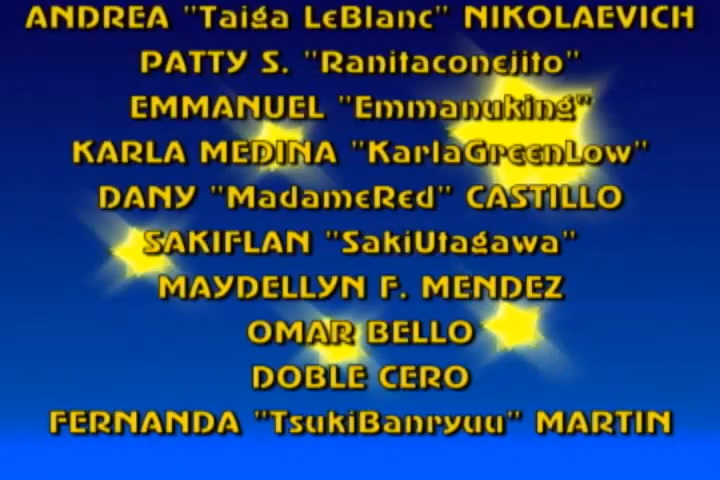 ANDREA "Taiga LeBlanc" NIKOLAEVICH
PATTY S. "Ranitaconejito"
EMMANUEL "Emmanuking"
KARLA MEDINA "KarlaGreenLow"
DANY "MadameRed" CASTILLO
SAKIFLAN "SakiUtagawa"
MAYDELLYN F. MENDEZ
OMAR BELLO
DOBLE CERO
FERNANDA "TsukiBanryuu" MARTIN